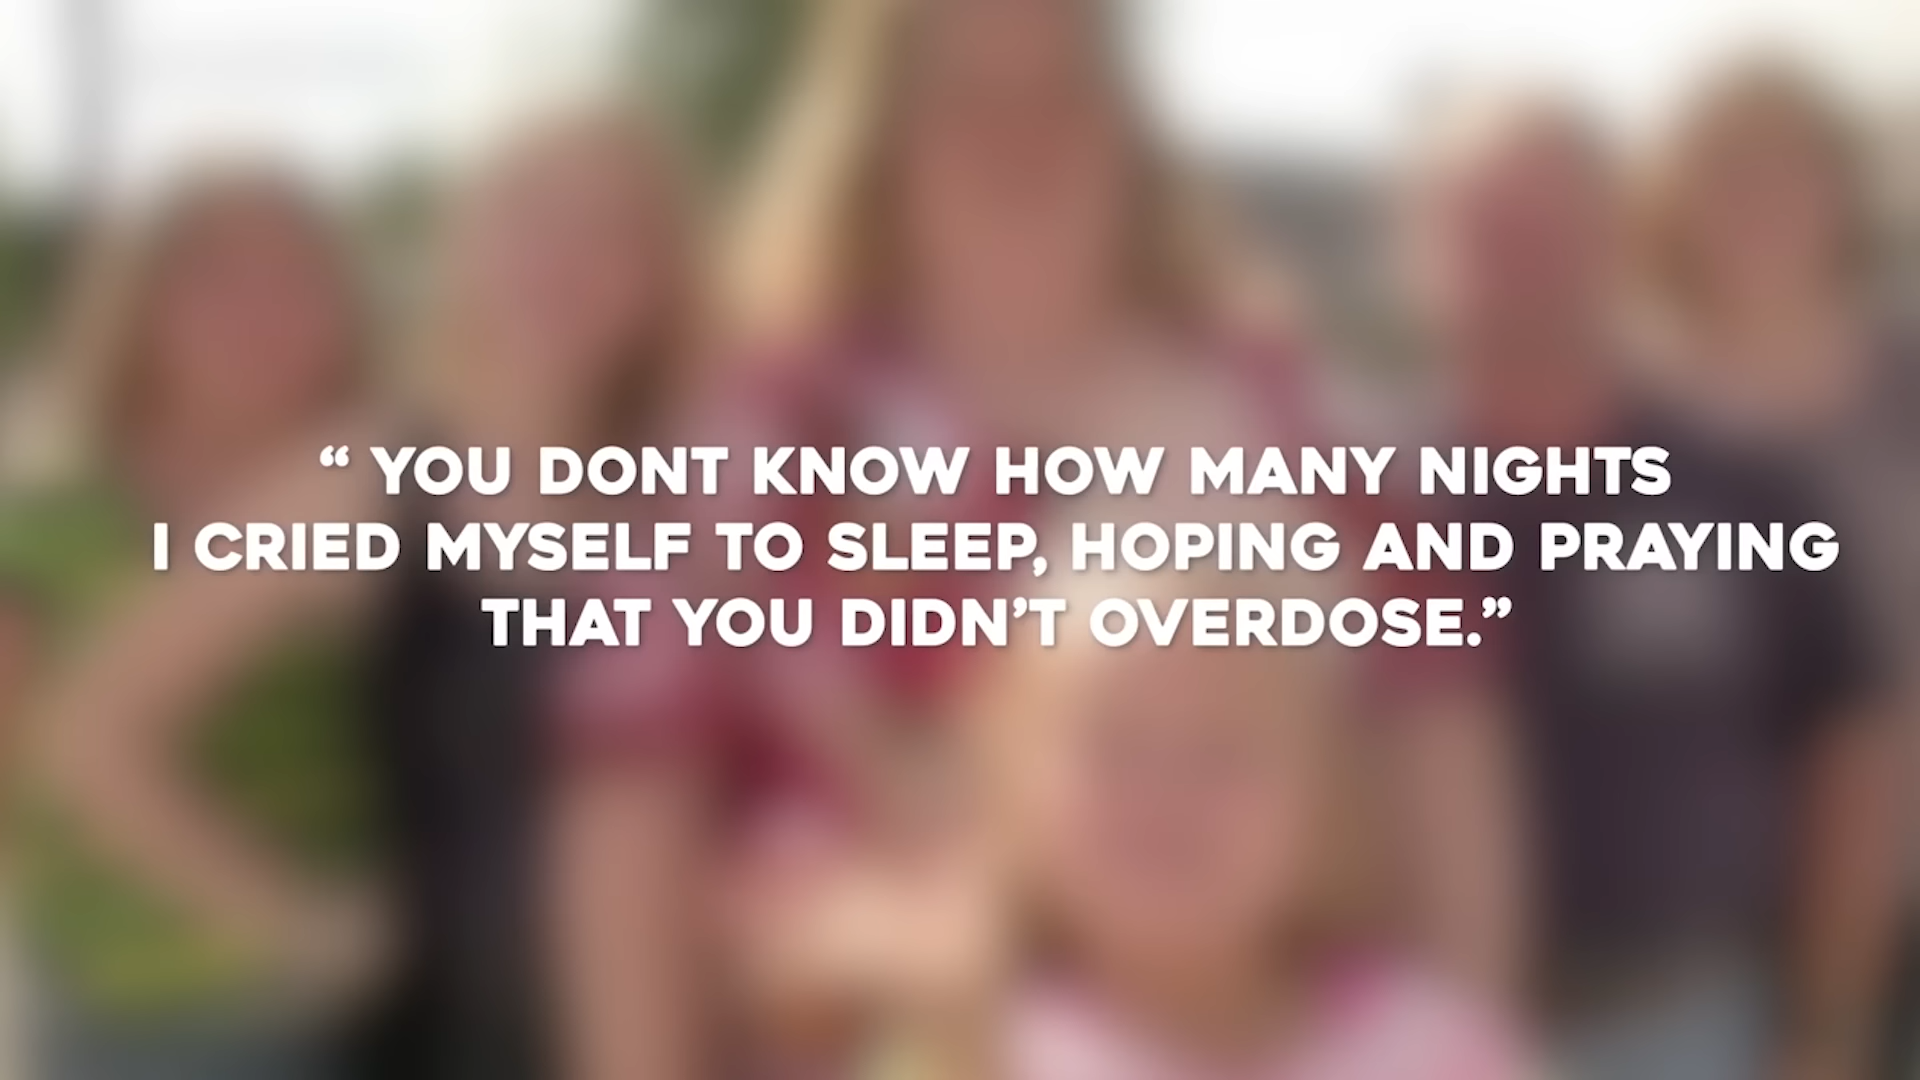 “ YOU DONT KNOW HOW MANY NIGHTS
I CRIED MYSELF TO SLEEP, HOPING AND PRAYING
THAT YOU DIDN’T OVERDOSE.”